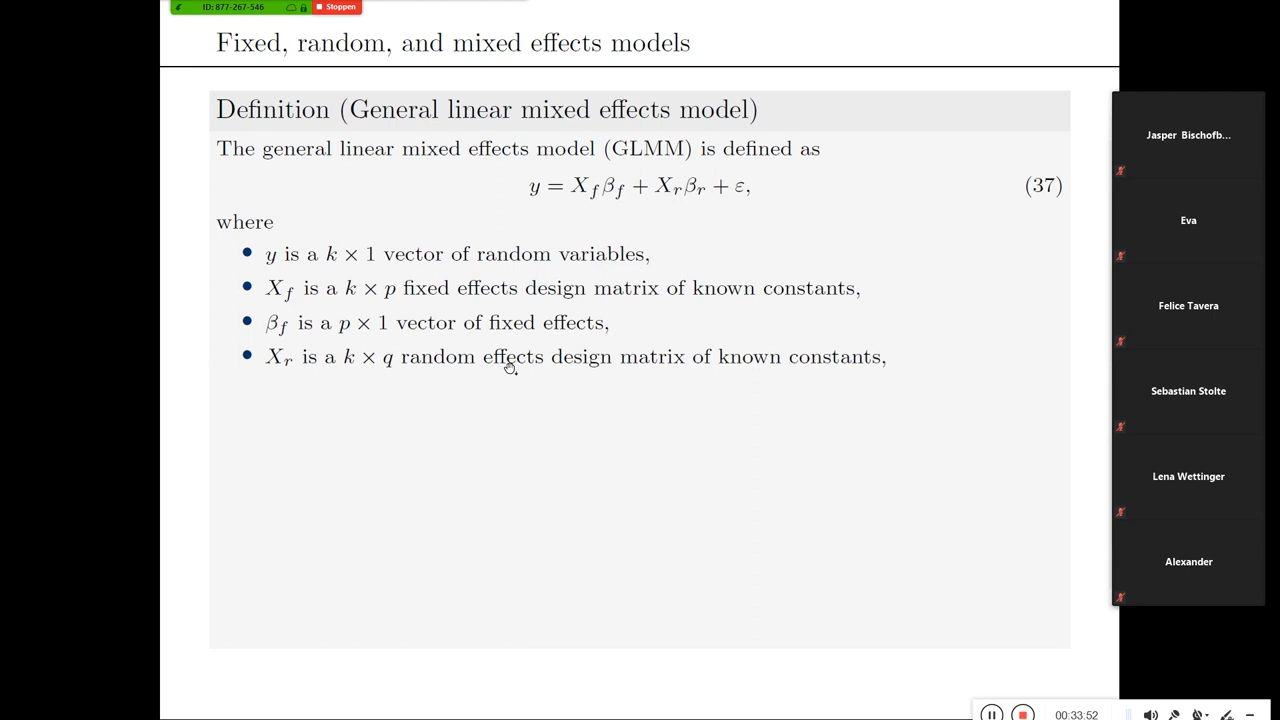 ID: 877-267-546 Stoppen
Fixed, random, and mixed effects models
Definition (General linear mixed effects model)
The general linear mixed effects model (GLMM) is defined as
y = X_f β_f + X_r β_r + ε, (37)
where
• y is a k × 1 vector of random variables,
• X_f is a k × p fixed effects design matrix of known constants,
• β_f is a p × 1 vector of fixed effects,
• X_r is a k × q random effects design matrix of known constants,
Jasper Bischofb...
Eva
Felice Tavera
Sebastian Stolte
Lena Wettinger
Alexander
00:33:52